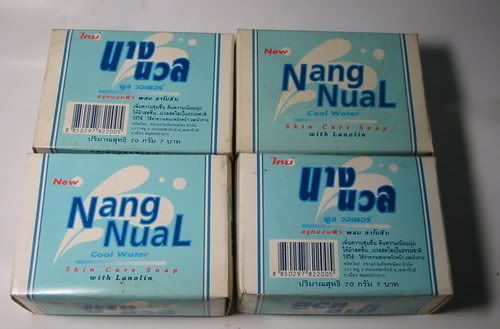 ใหม่
นาง
นวล
คูล วอเตอร์
สบู่ถนอมผิว ผสม ลาโนลิน
8 850297 822005
ปริมาณสุทธิ 70 กรัม 7 บาท
New
Nang
NuaL
Cool Water
Skin Care Soap
with Lanolin
New
Nang
NuaL
Cool Water
Skin Care Soap
with Lanolin
ใหม่
นาง
นวล
คูล วอเตอร์
สบู่ถนอมผิว ผสม ลาโนลิน
8 850297 822005
ปริมาณสุทธิ 70 กรัม 7 บาท